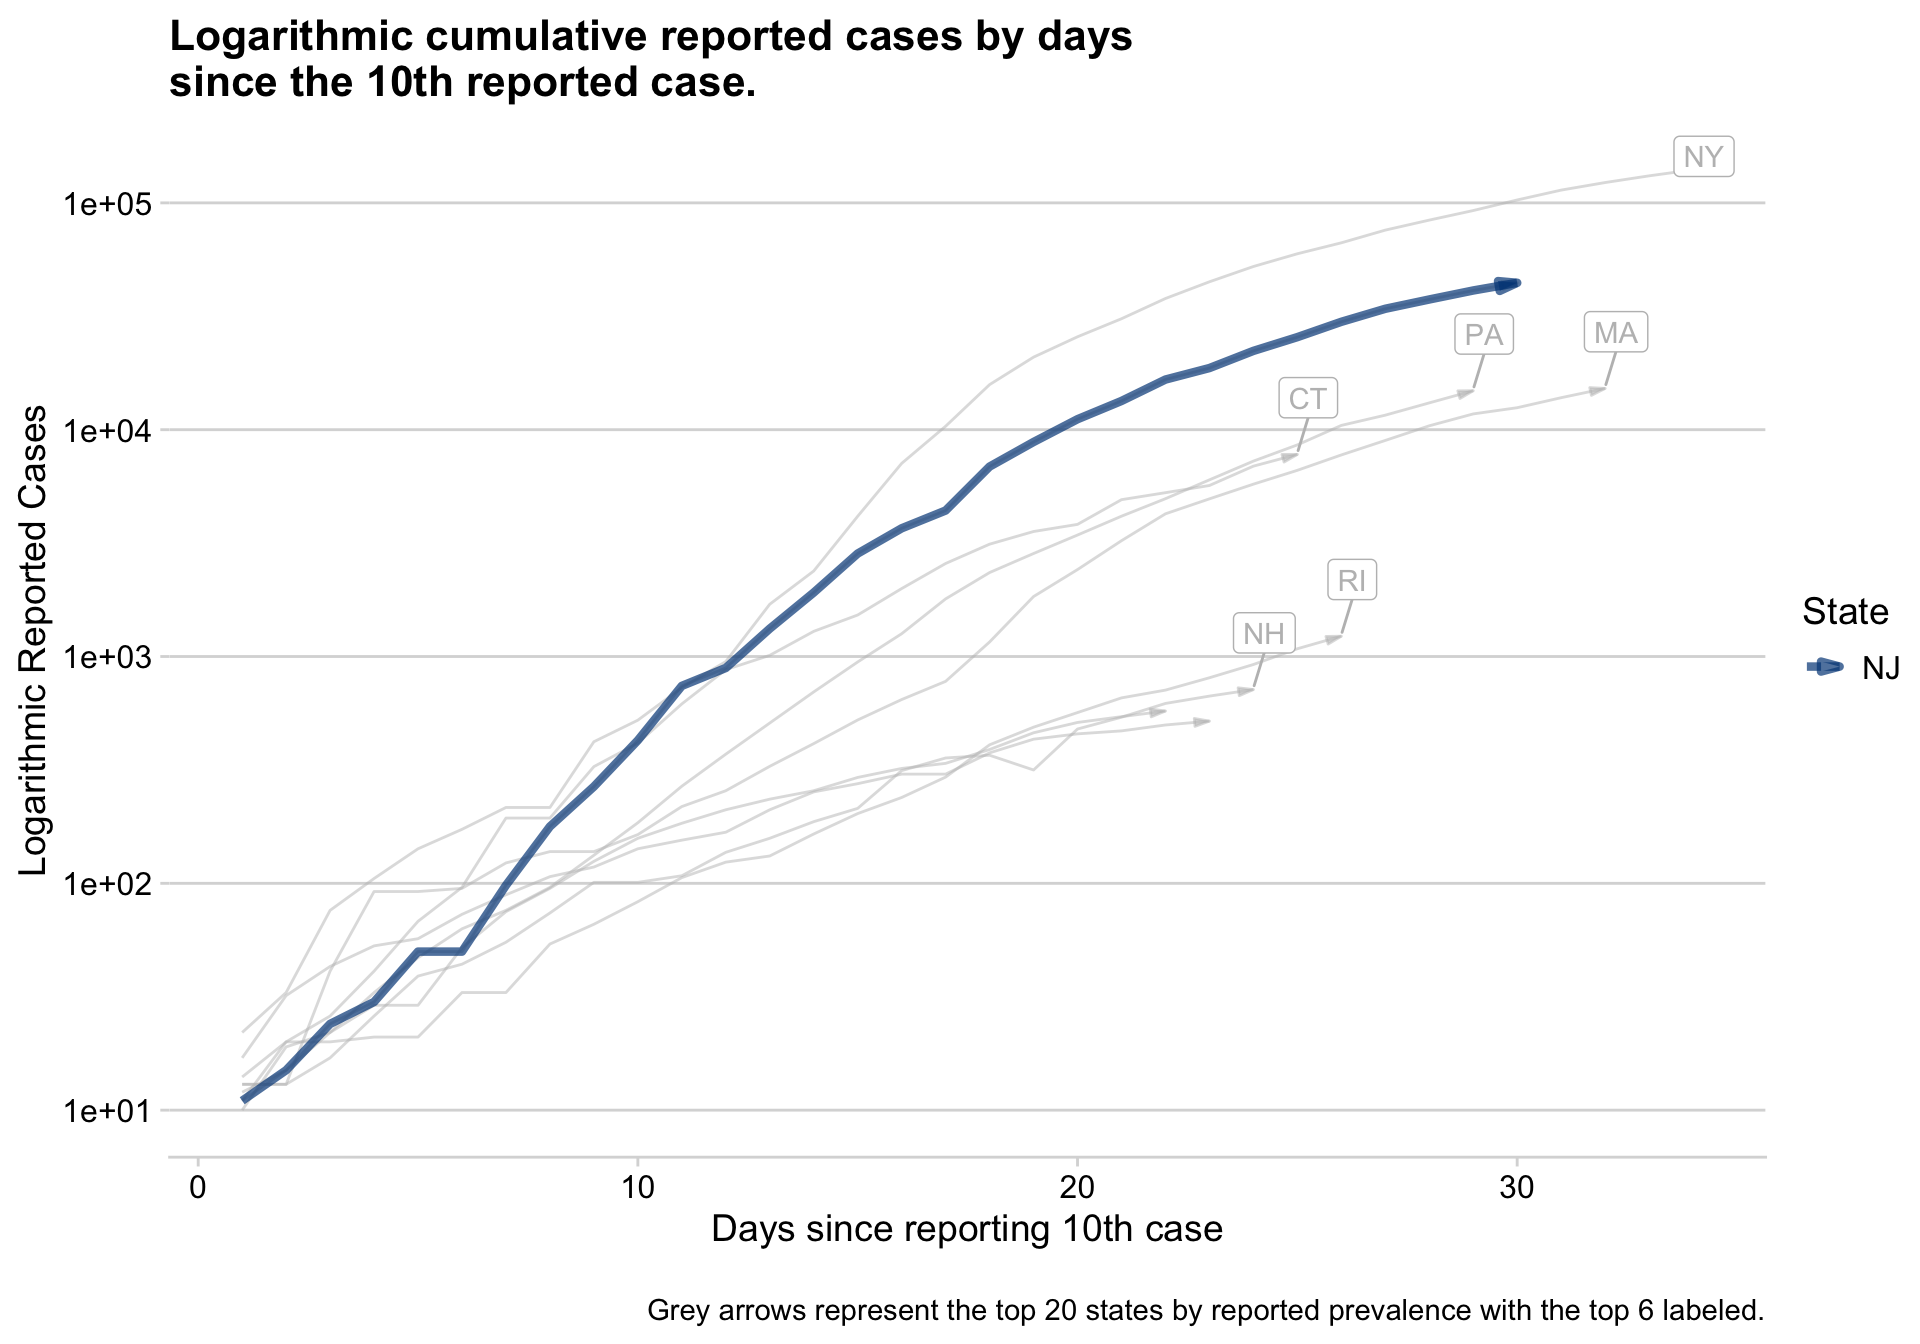 Logarithmic cumulative reported cases by days
since the 10th reported case.
NY
1e+05
PA
MA
CT
1e+04
RI
NH
1e+03
1e+02
1e+01
Logarithmic Reported Cases
State
NJ
0
10
20
30
Days since reporting 10th case
Grey arrows represent the top 20 states by reported prevalence with the top 6 labeled.